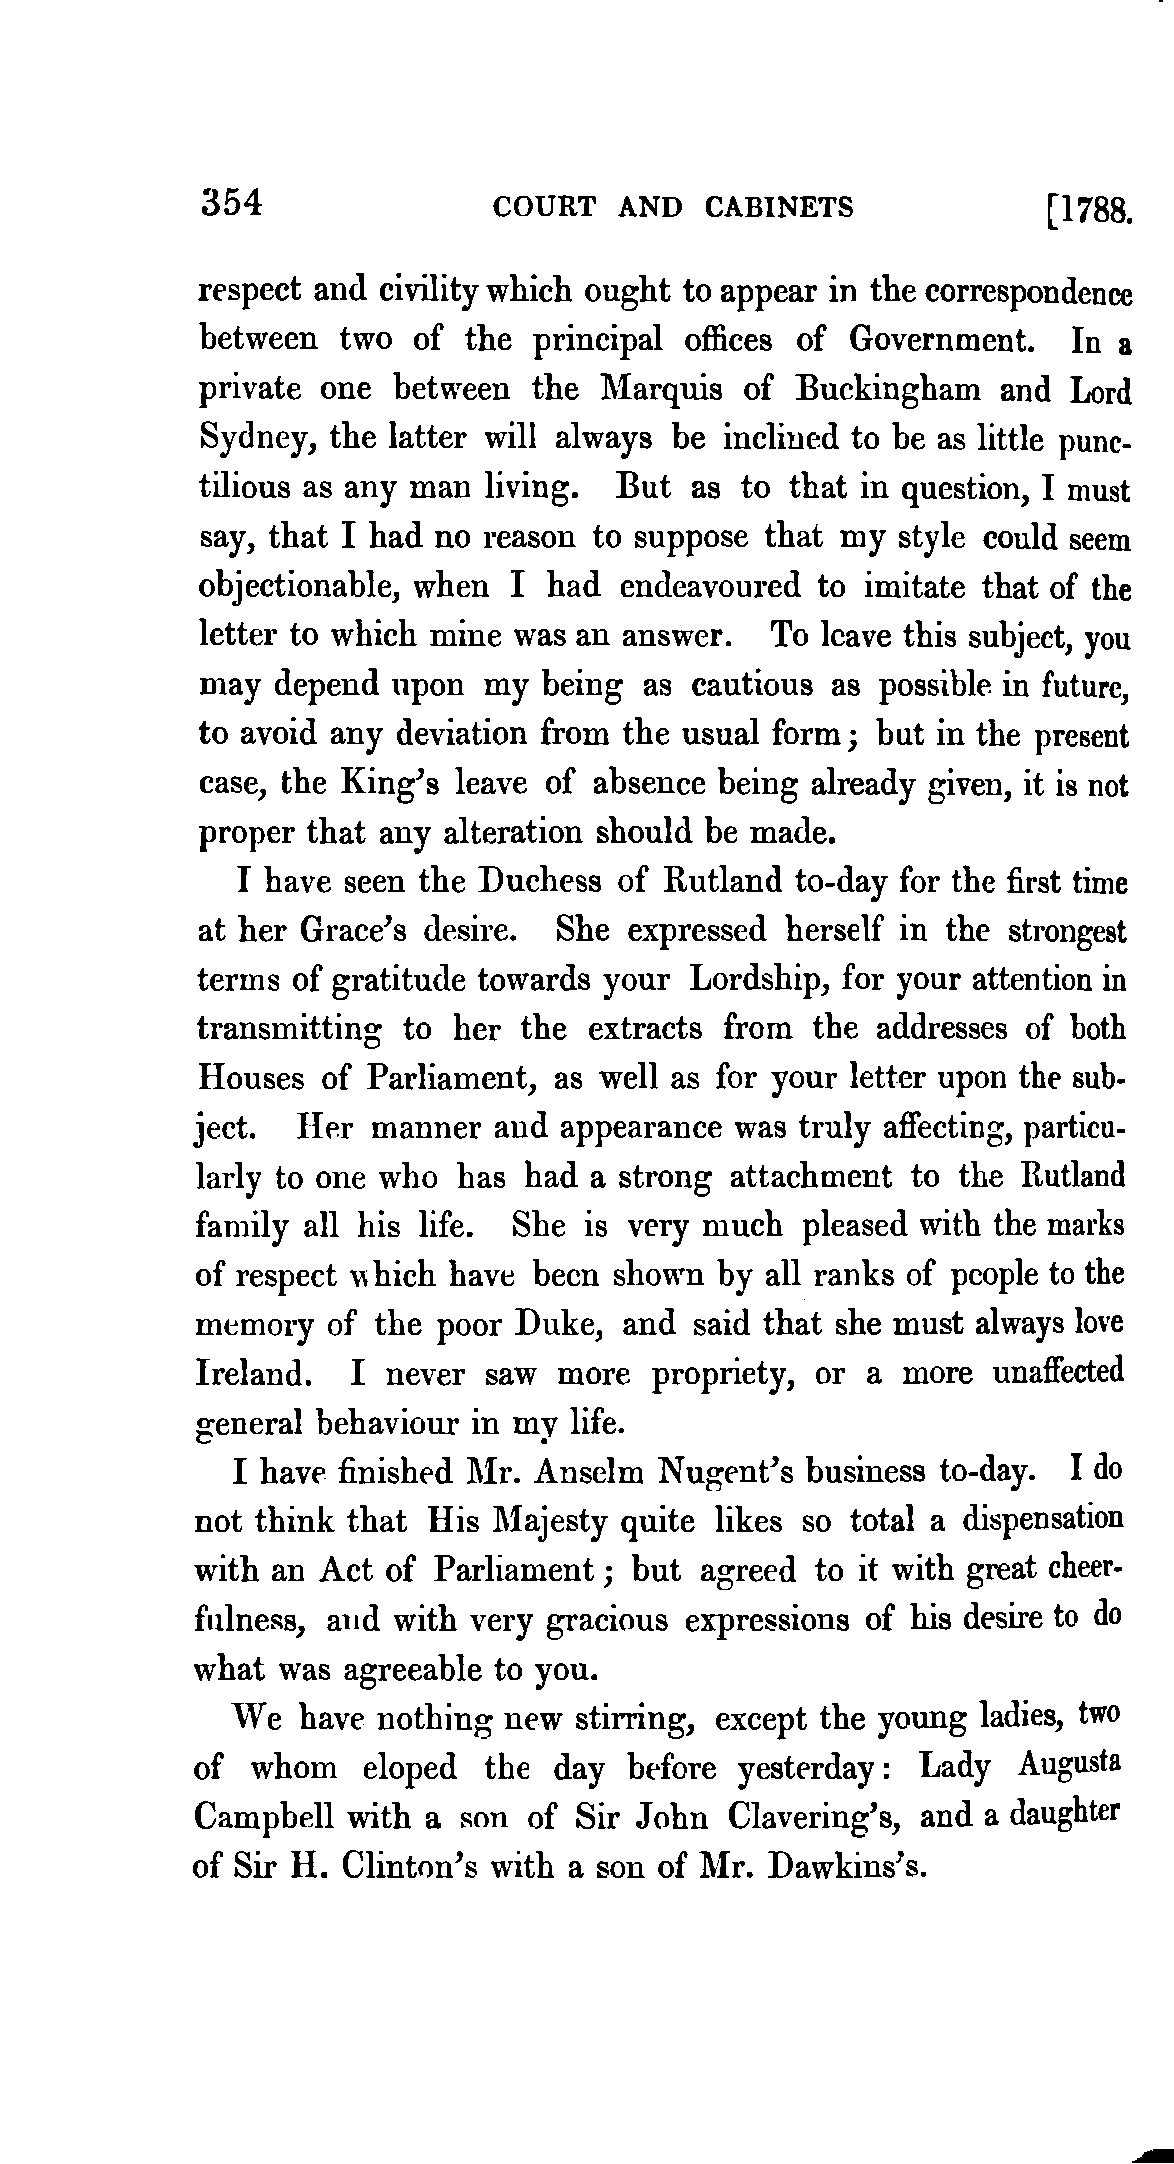 354 COURT AND CABINETS [1788.
respect and civility which ought to appear in the correspondence
between two of the principal offices of Government. In a
private one between the Marquis of Buckingham and Lord
Sydney, the latter will always be inclined to be as little punc-
tilious as any man living. But as to that in question, I must
say, that I had no reason to suppose that my style could seem
objectionable, when I had endeavoured to imitate that of the
letter to which mine was an answer. To leave this subject, you
may depend upon my being as cautious as possible in future,
to avoid any deviation from the usual form; but in the present
case, the King's leave of absence being already given, it is not
proper that any alteration should be made.
I have seen the Duchess of Rutland to-day for the first time
at her Grace's desire. She expressed herself in the strongest
terms of gratitude towards your Lordship, for your attention in
transmitting to her the extracts from the addresses of both
Houses of Parliament, as well as for your letter upon the sub-
ject. Her manner and appearance was truly affecting, particu-
larly to one who has had a strong attachment to the Rutland
family all his life. She is very much pleased with the marks
of respect which have been shown by all ranks of people to the
memory of the poor Duke, and said that she must always love
Ireland. I never saw more propriety, or a more unaffected
general behaviour in my life.
I have finished Mr. Anselm Nugent's business to-day. I do
not think that His Majesty quite likes so total a dispensation
with an Act of Parliament; but agreed to it with great cheer-
fulness, and with very gracious expressions of his desire to do
what was agreeable to you.
We have nothing new stirring, except the young ladies, two
of whom eloped the day before yesterday: Lady Augusta
Campbell with a son of Sir John Clavering's, and a daughter
of Sir H. Clinton's with a son of Mr. Dawkins's.